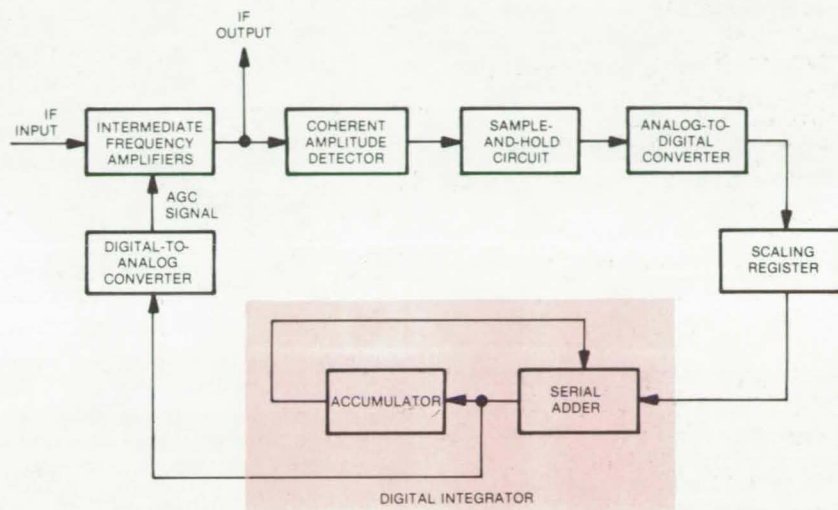 IF
OUTPUT
IF
INPUT
INTERMEDIATE
FREQUENCY
AMPLIFIERS
COHERENT
AMPLITUDE
DETECTOR
SAMPLE-
AND-HOLD
CIRCUIT
ANALOG-TO-
DIGITAL
CONVERTER
AGC
SIGNAL
DIGITAL-TO-
ANALOG
CONVERTER
SCALING
REGISTER
ACCUMULATOR
SERIAL
ADDER
DIGITAL INTEGRATOR